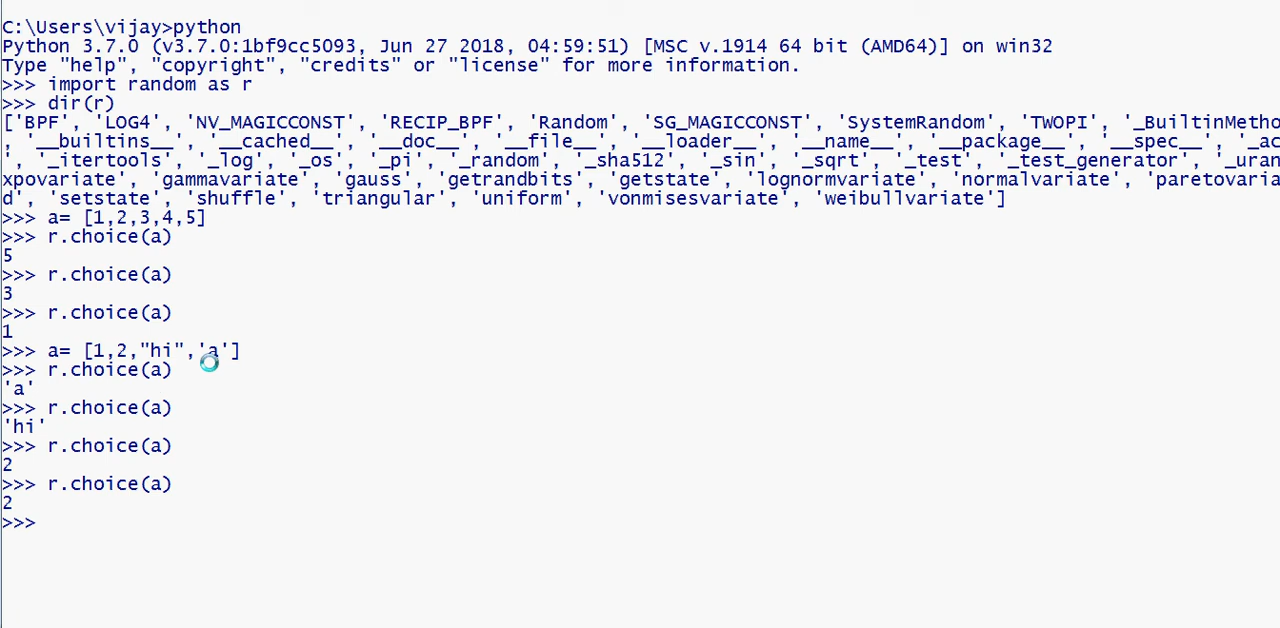 C:\Users\vijay>python
Python 3.7.0 (v3.7.0:1bf9cc5093, Jun 27 2018, 04:59:51) [MSC v.1914 64 bit (AMD64)] on win32
Type "help", "copyright", "credits" or "license" for more information.
>>> import random as r
>>> dir(r)
['BPF', 'LOG4', 'NV_MAGICCONST', 'RECIP_BPF', 'Random', 'SG_MAGICCONST', 'SystemRandom', 'TWOPI', '_BuiltinMetho
, '__builtins__', '__cached__', '__doc__', '__file__', '__loader__', '__name__', '__package__', '__spec__', '_ac
, '_itertools', '_log', '_os', '_pi', '_random', '_sha512', '_sin', '_sqrt', '_test', '_test_generator', '_uran
xpovariate', 'gammavariate', 'gauss', 'getrandbits', 'getstate', 'lognormvariate', 'normalvariate', 'paretovaria
d', 'setstate', 'shuffle', 'triangular', 'uniform', 'vonmisesvariate', 'weibullvariate']
>>> a= [1,2,3,4,5]
>>> r.choice(a)
5
>>> r.choice(a)
3
>>> r.choice(a)
1
>>> a= [1,2,"hi",'a']
>>> r.choice(a)
'a'
>>> r.choice(a)
'hi'
>>> r.choice(a)
2
>>> r.choice(a)
2
>>>